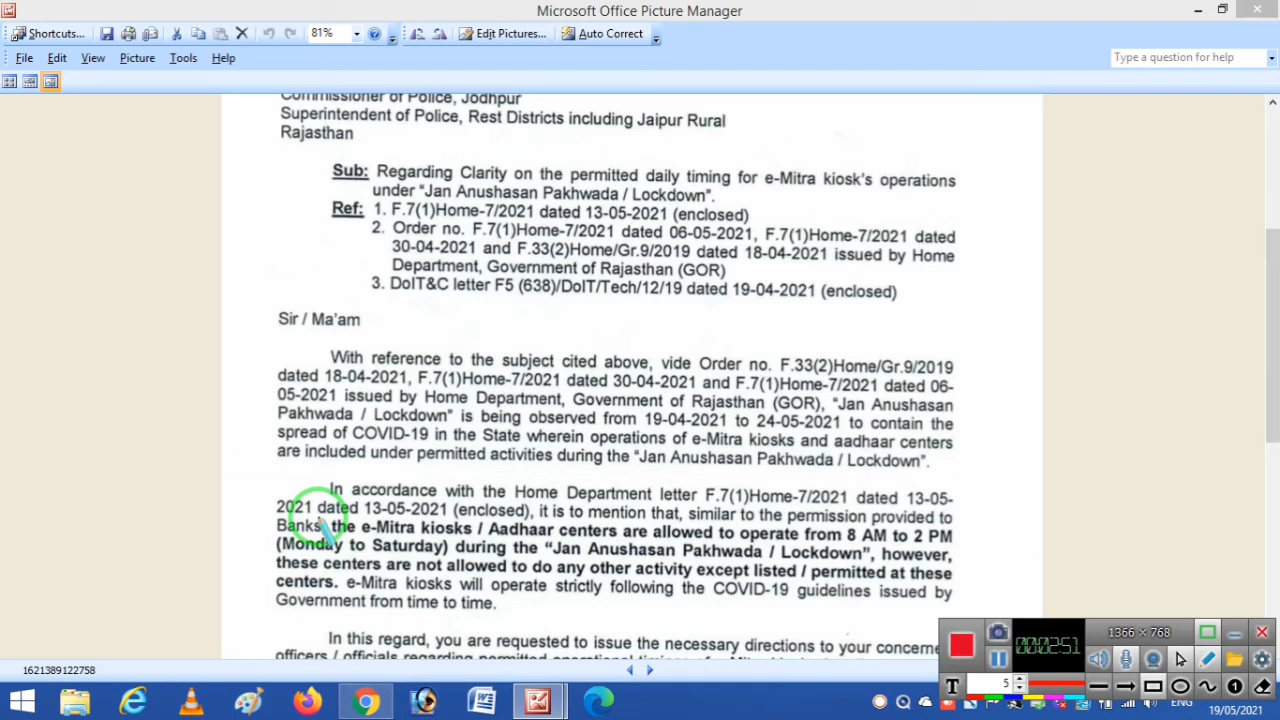 Microsoft Office Picture Manager
Shortcuts...
81%
Edit Pictures...
Auto Correct
File Edit View Picture Tools Help
Type a question for help
Commissioner of Police, Jodhpur
Superintendent of Police, Rest Districts including Jaipur Rural
Rajasthan
Sub: Regarding Clarity on the permitted daily timing for e-Mitra kiosk's operations
under "Jan Anushasan Pakhwada / Lockdown".
Ref: 1. F.7(1)Home-7/2021 dated 13-05-2021 (enclosed)
2. Order no. F.7(1)Home-7/2021 dated 06-05-2021, F.7(1)Home-7/2021 dated
30-04-2021 and F.33(2)Home/Gr.9/2019 dated 18-04-2021 issued by Home
Department, Government of Rajasthan (GOR)
3. DoIT&C letter F5 (638)/DoIT/Tech/12/19 dated 19-04-2021 (enclosed)
Sir / Ma'am
With reference to the subject cited above, vide Order no. F.33(2)Home/Gr.9/2019
dated 18-04-2021, F.7(1)Home-7/2021 dated 30-04-2021 and F.7(1)Home-7/2021 dated 06-
05-2021 issued by Home Department, Government of Rajasthan (GOR), "Jan Anushasan
Pakhwada / Lockdown" is being observed from 19-04-2021 to 24-05-2021 to contain the
spread of COVID-19 in the State wherein operations of e-Mitra kiosks and aadhaar centers
are included under permitted activities during the "Jan Anushasan Pakhwada / Lockdown".
In accordance with the Home Department letter F.7(1)Home-7/2021 dated 13-05-
2021 dated 13-05-2021 (enclosed), it is to mention that, similar to the permission provided to
Banks, the e-Mitra kiosks / Aadhaar centers are allowed to operate from 8 AM to 2 PM
(Monday to Saturday) during the "Jan Anushasan Pakhwada / Lockdown", however,
these centers are not allowed to do any other activity except listed / permitted at these
centers. e-Mitra kiosks will operate strictly following the COVID-19 guidelines issued by
Government from time to time.
In this regard, you are requested to issue the necessary directions to your concerne
officers / officials regarding permitted operational
1366 × 768
00:02:51
T 5
1621389122758
ENG
19/05/2021